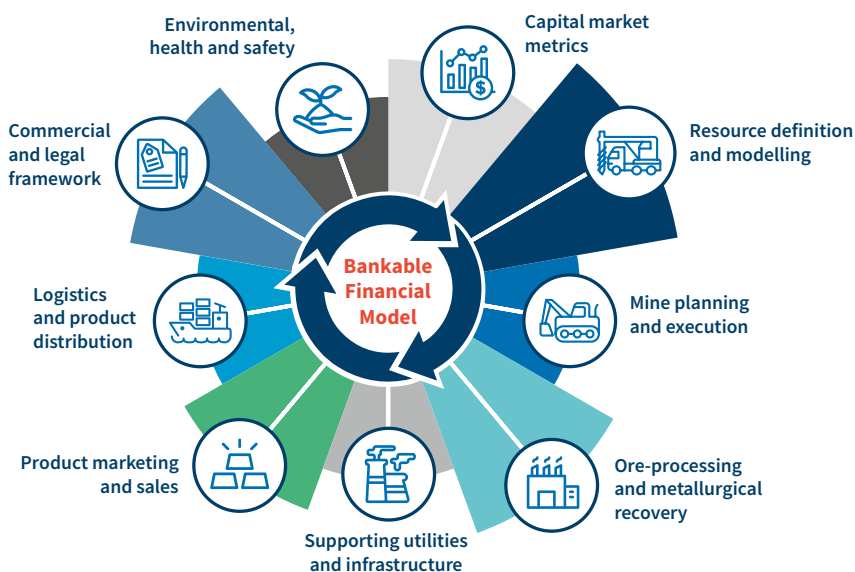 Environmental,
health and safety
Capital market
metrics
Commercial
and legal
framework
Resource definition
and modelling
Bankable
Financial
Model
Logistics
and product
distribution
Mine planning
and execution
Product marketing
and sales
Ore-processing
and metallurgical
recovery
Supporting utilities
and infrastructure
$